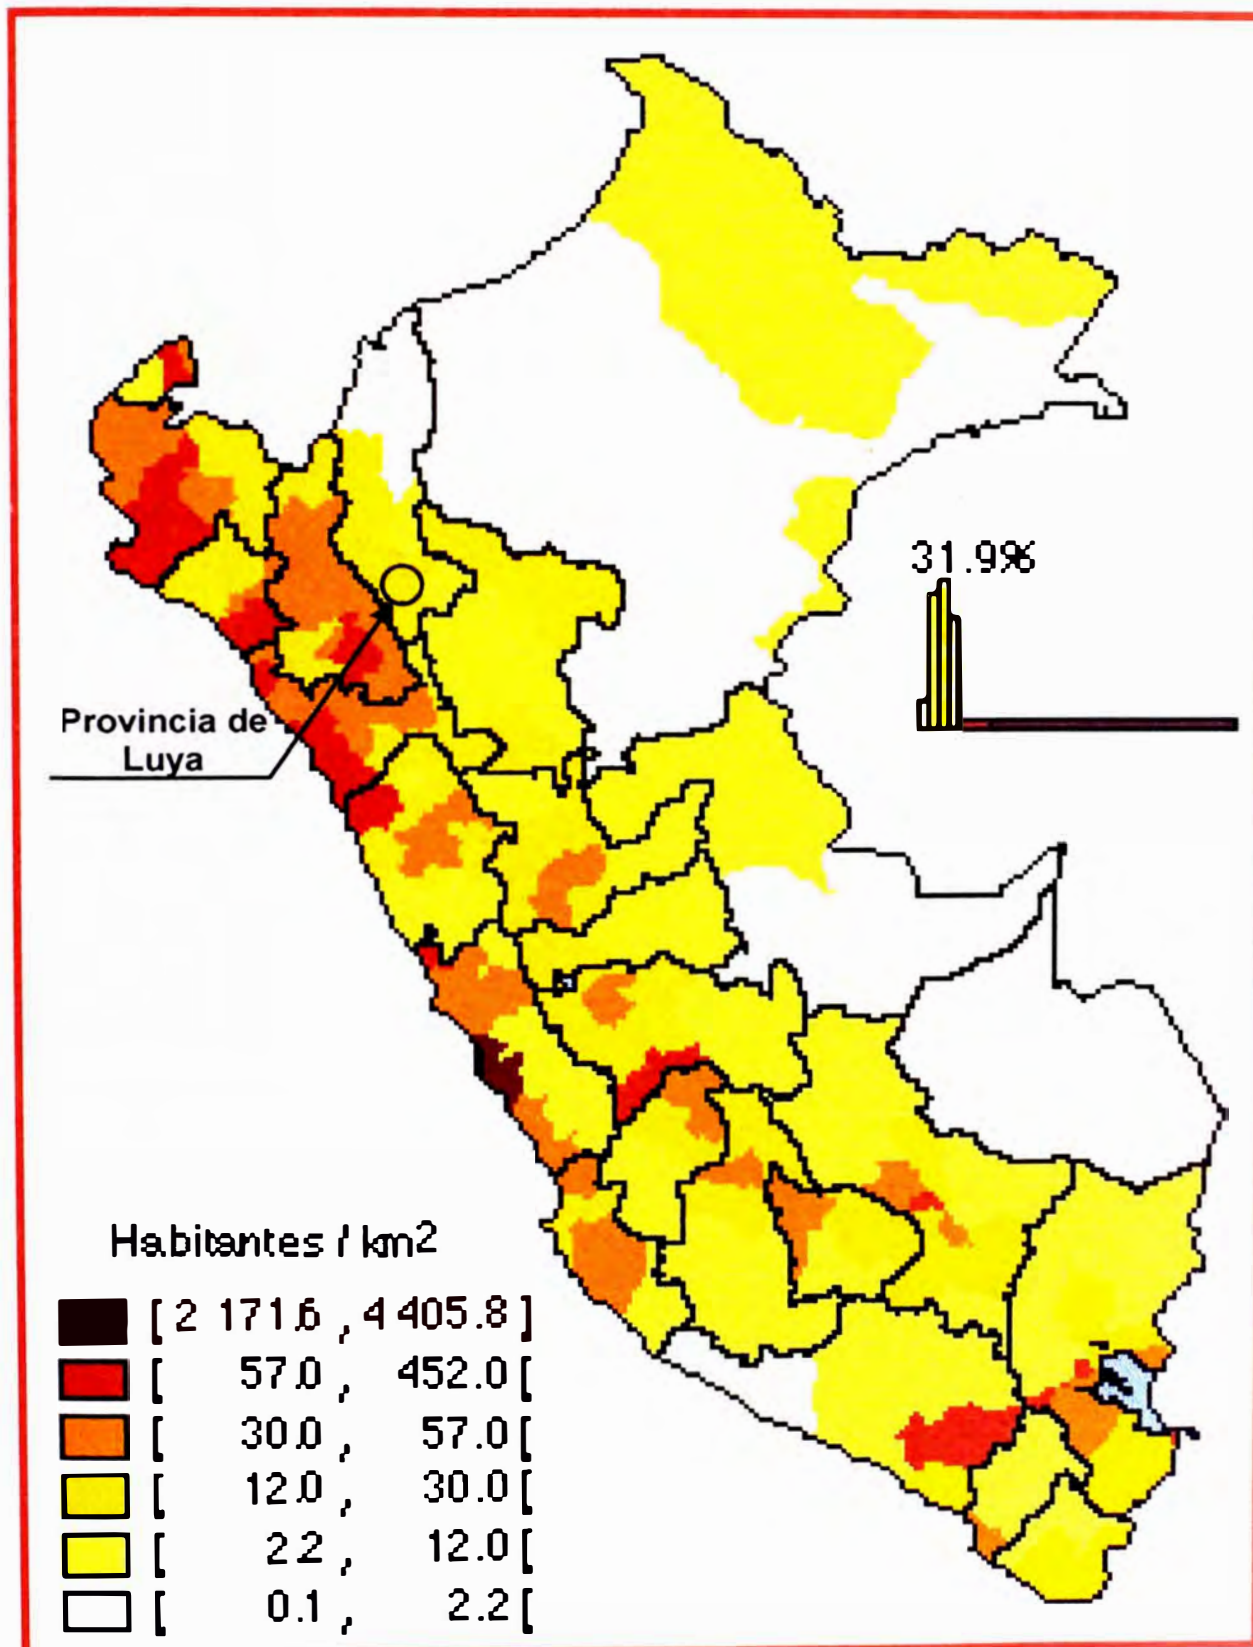 31.9%
Provincia de
Luya
Habitantes / km2
[ 2 171.6 , 4 405.8 ]
[ 57.0 , 452.0 [
[ 30.0 , 57.0 [
[ 12.0 , 30.0 [
[ 2.2 , 12.0 [
[ 0.1 , 2.2 [